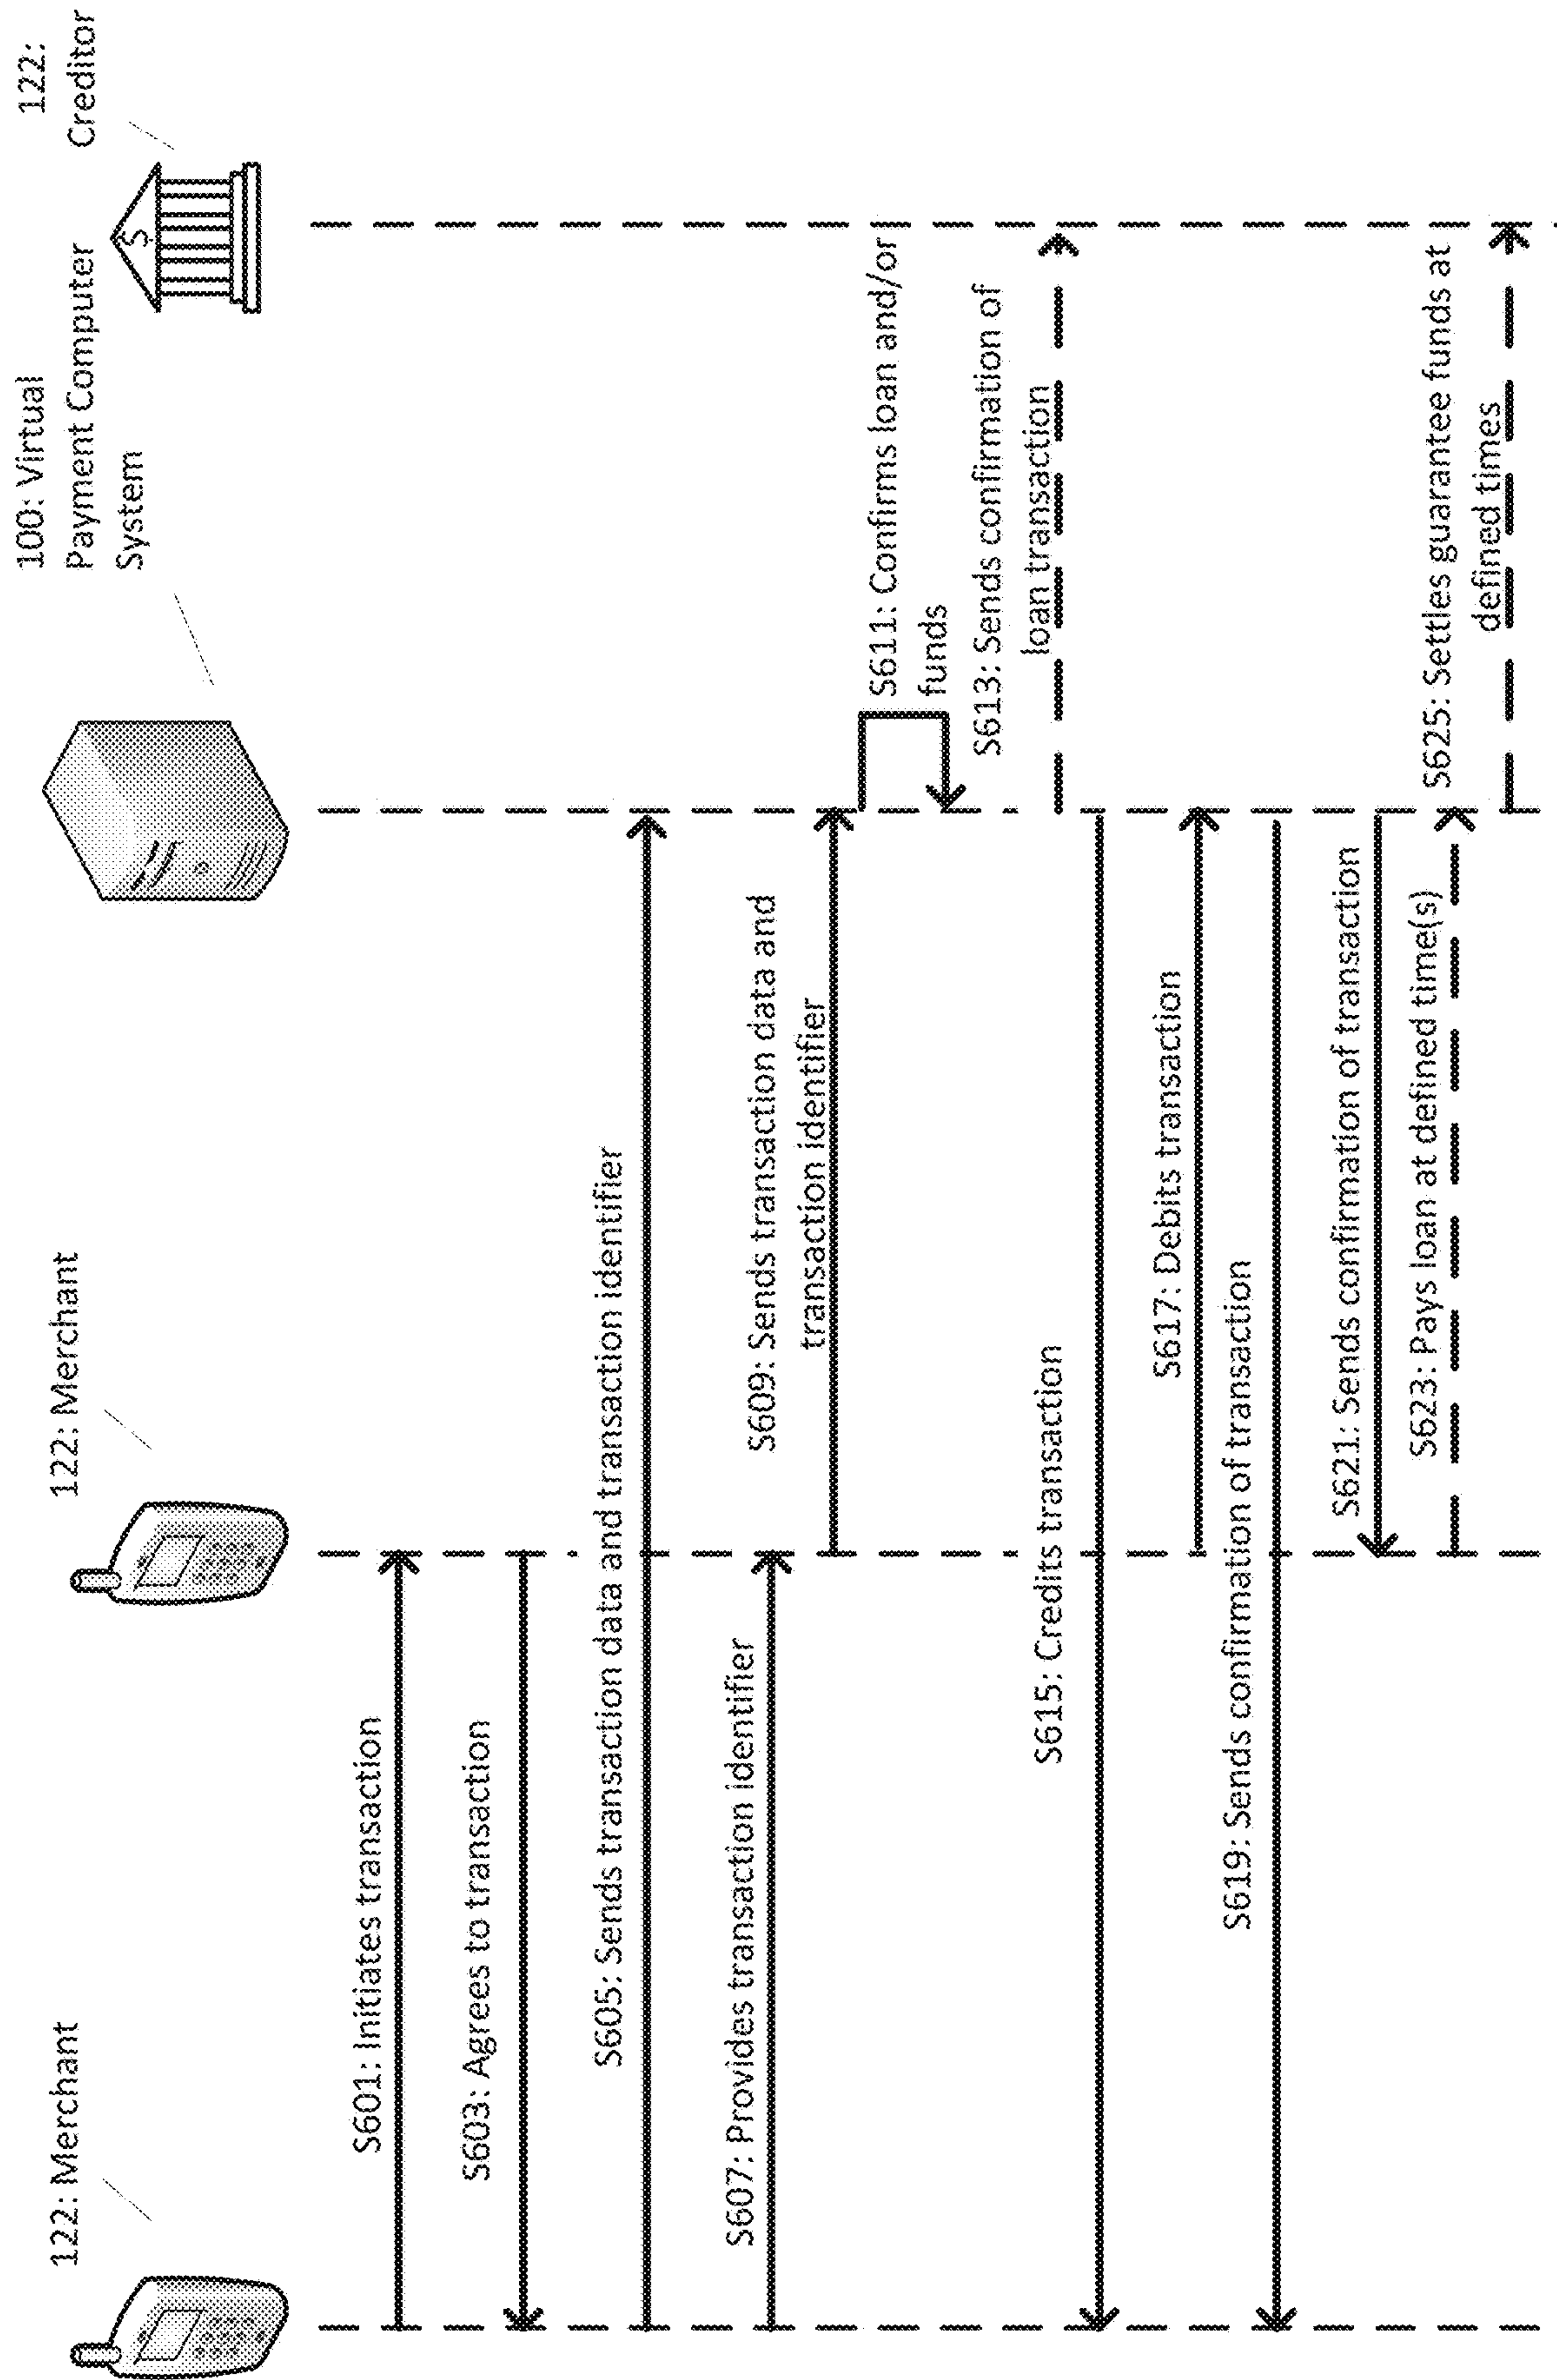 122: Merchant
122: Merchant
100: Virtual
Payment Computer
System
122:
Creditor
$
S601: Initiates transaction
S603: Agrees to transaction
S605: Sends transaction data and transaction identifier
S607: Provides transaction identifier
S609: Sends transaction data and
transaction identifier
S611: Confirms loan and/or
funds
S613: Sends confirmation of
loan transaction
S615: Credits transaction
S617: Debits transaction
S619: Sends confirmation of transaction
S621: Sends confirmation of transaction
S623: Pays loan at defined time(s)
S625: Settles guarantee funds at
defined times